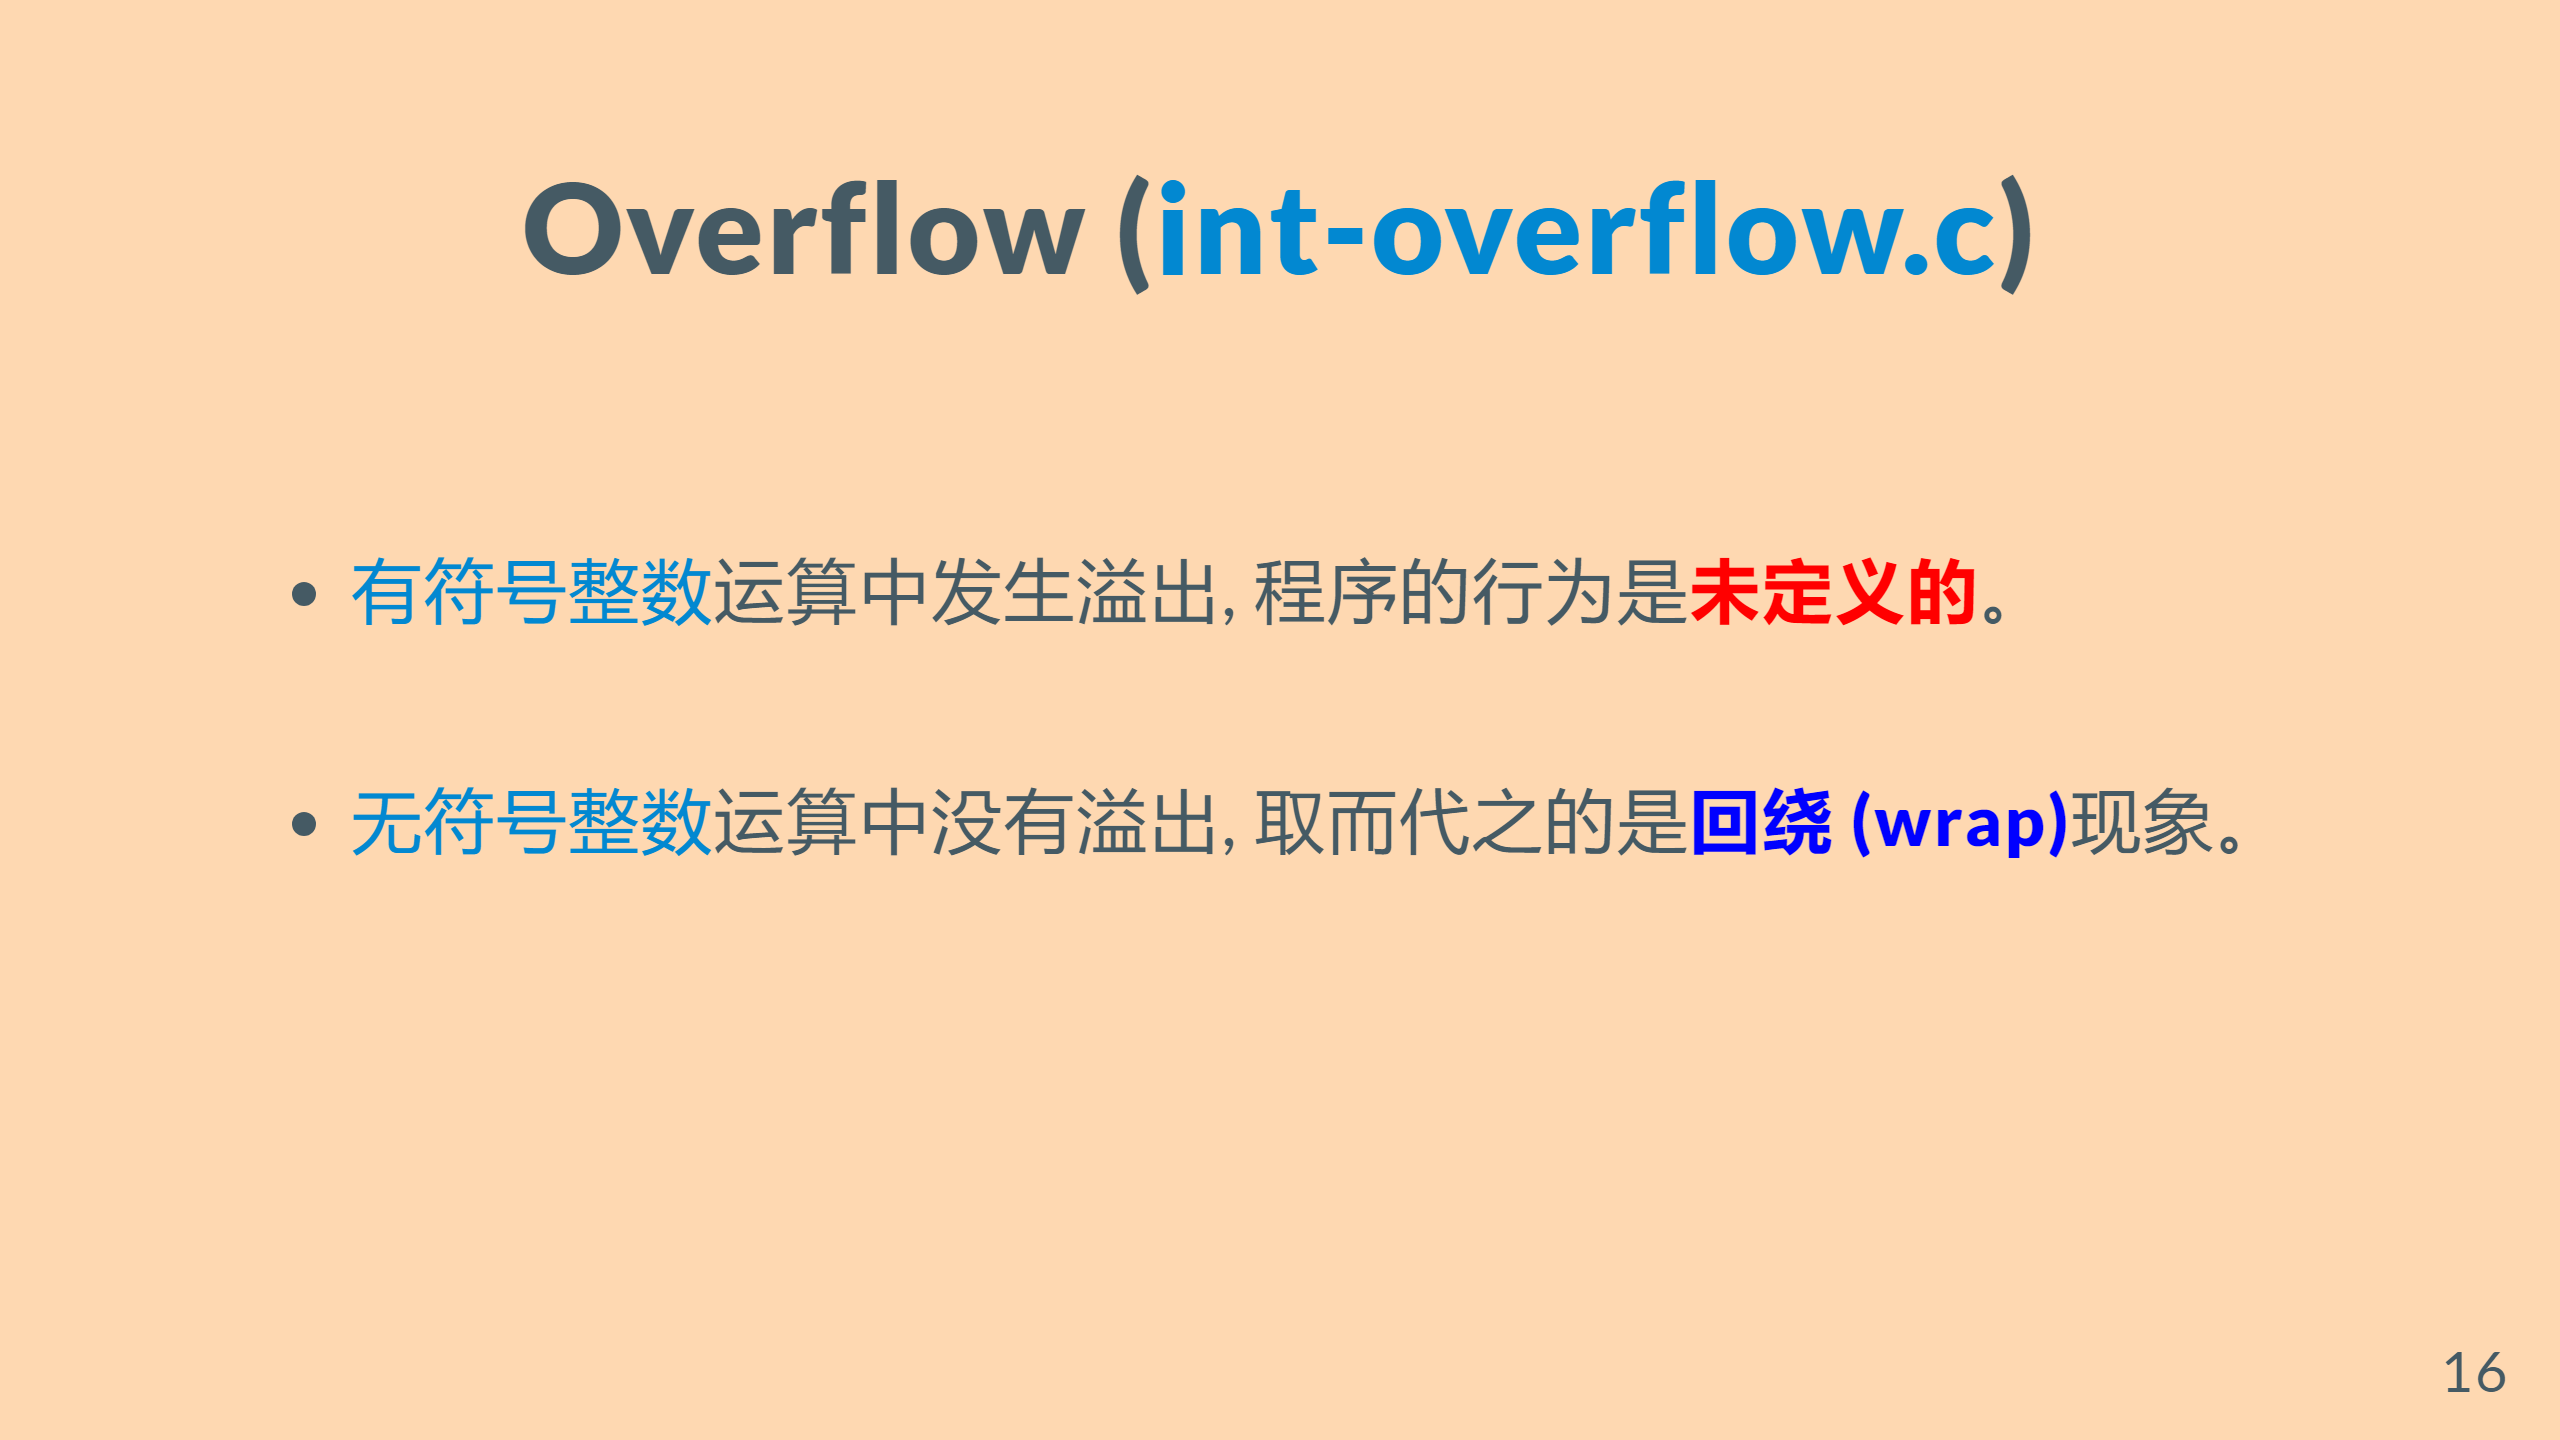 Overflow (int-overflow.c)
• 有符号整数运算中发生溢出, 程序的行为是未定义的。
• 无符号整数运算中没有溢出, 取而代之的是回绕 (wrap)现象。
16